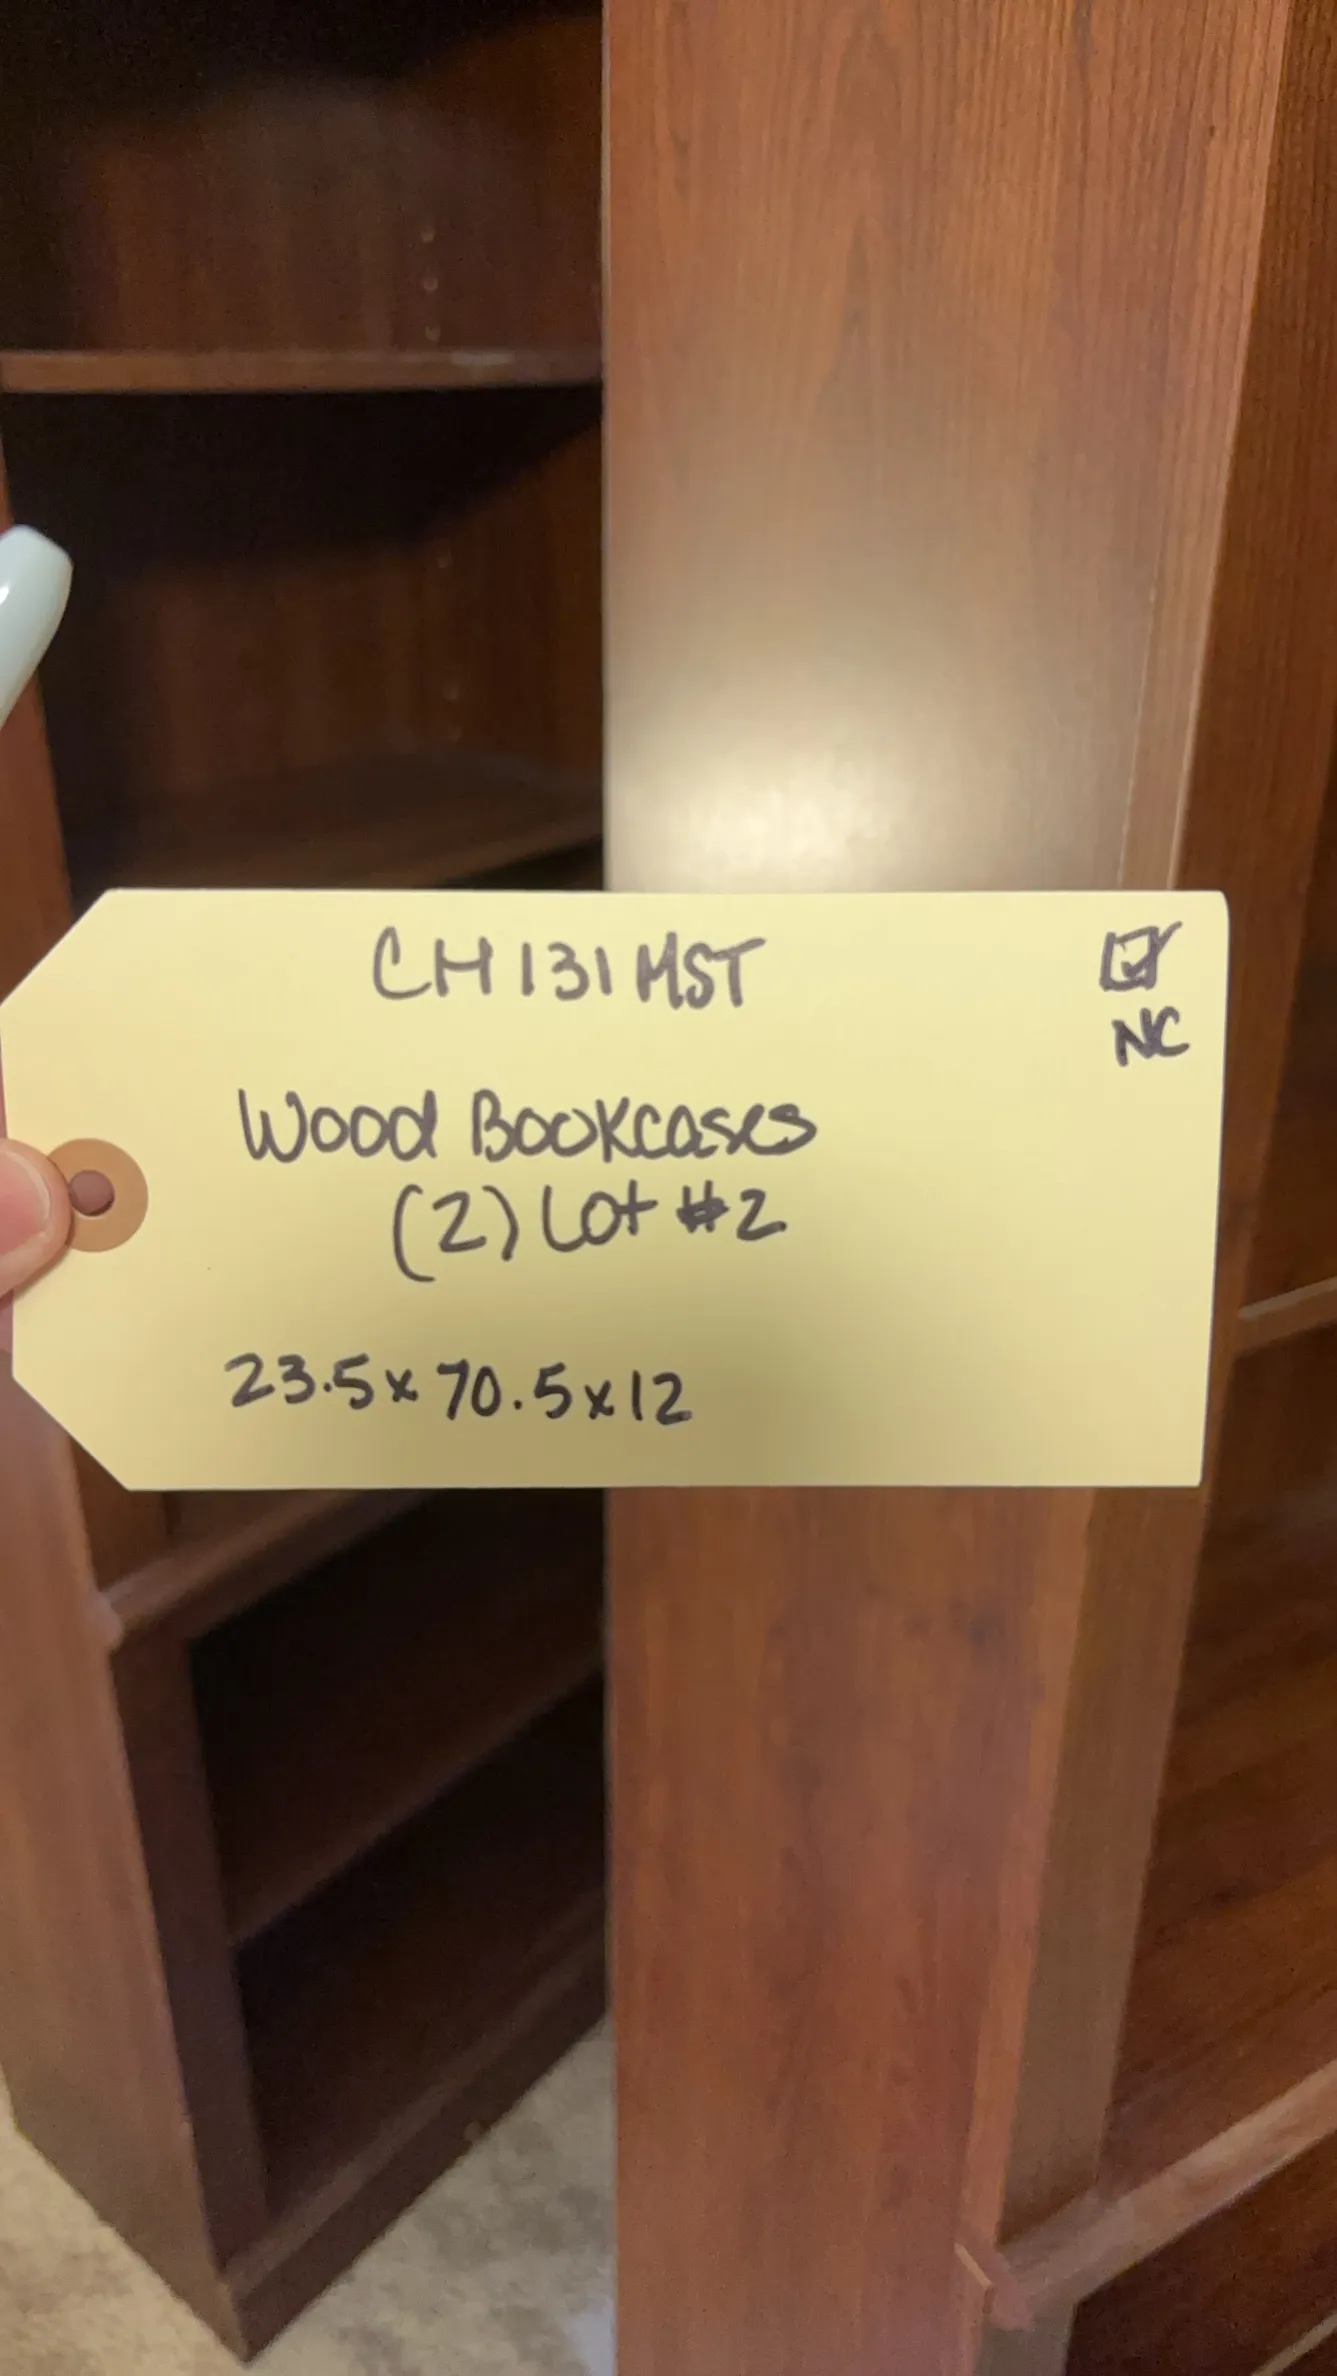 CH131MST
☑
NC
Wood Bookcases
(2) Lot #2
23.5x70.5x12